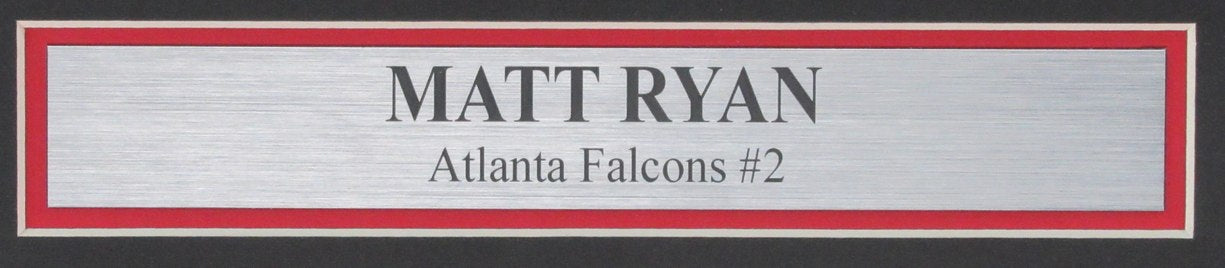 MATT RYAN
Atlanta Falcons #2